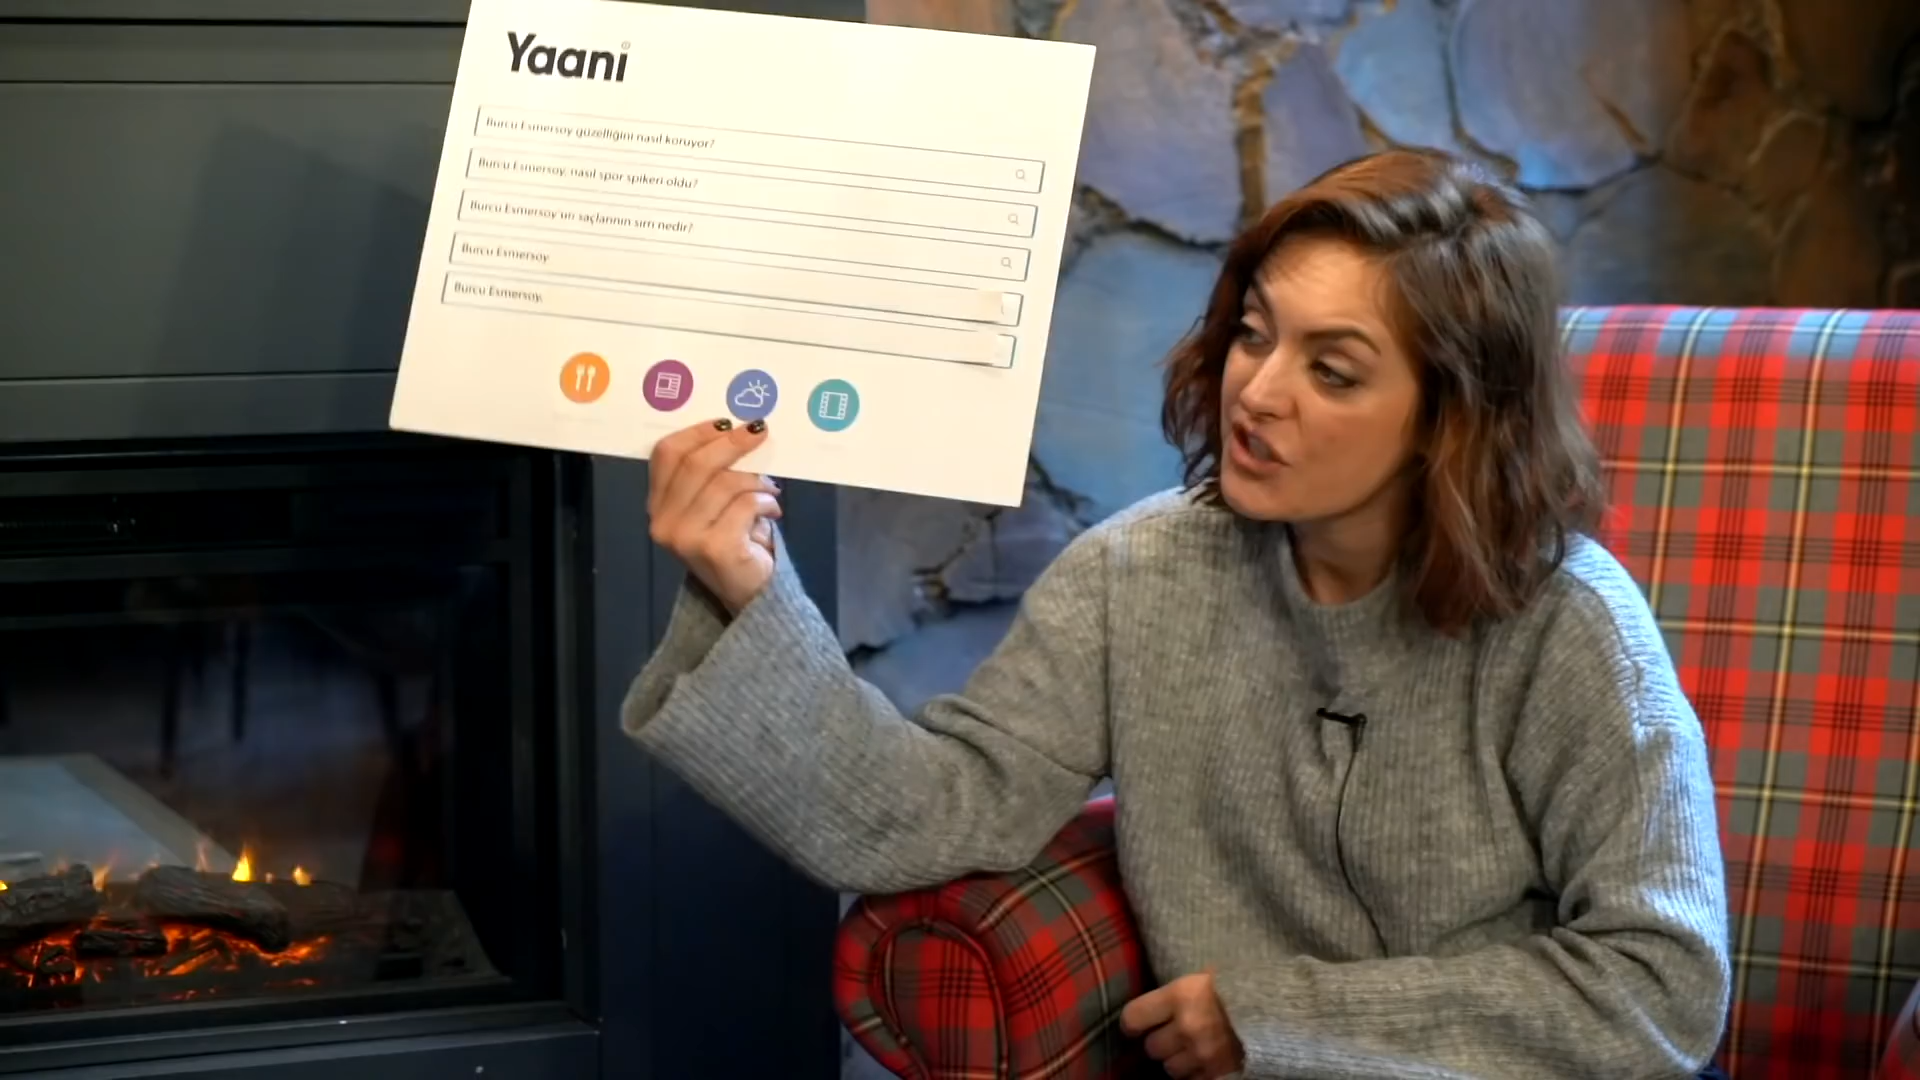 Yaani
Burcu Esmersoy güzelliğini nasıl koruyor?
Burcu Esmersoy, nasıl spor spikeri oldu?
Burcu Esmersoy'un saçlarının sırrı nedir?
Burcu Esmersoy
Burcu Esmersoy,